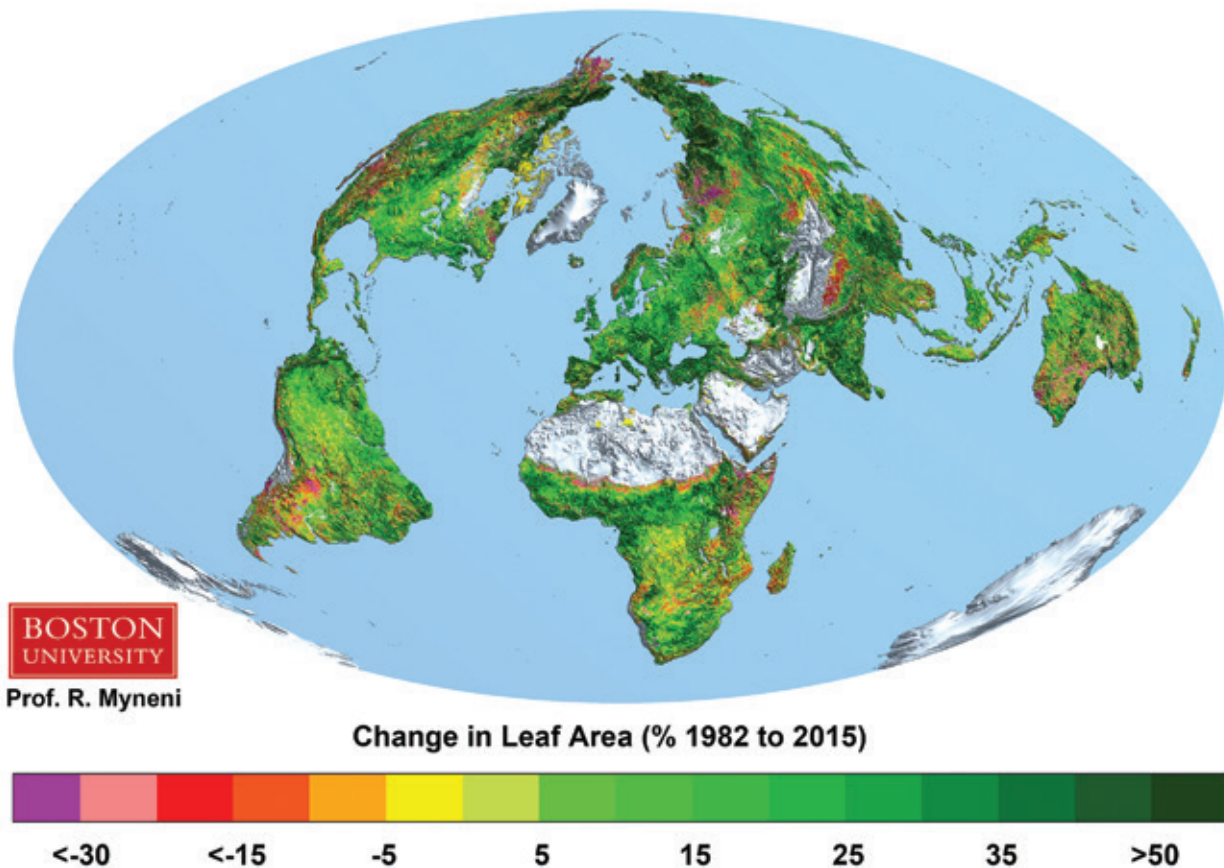 BOSTON
UNIVERSITY
Prof. R. Myneni
Change in Leaf Area (% 1982 to 2015)
<-30 <-15 -5 5 15 25 35 >50